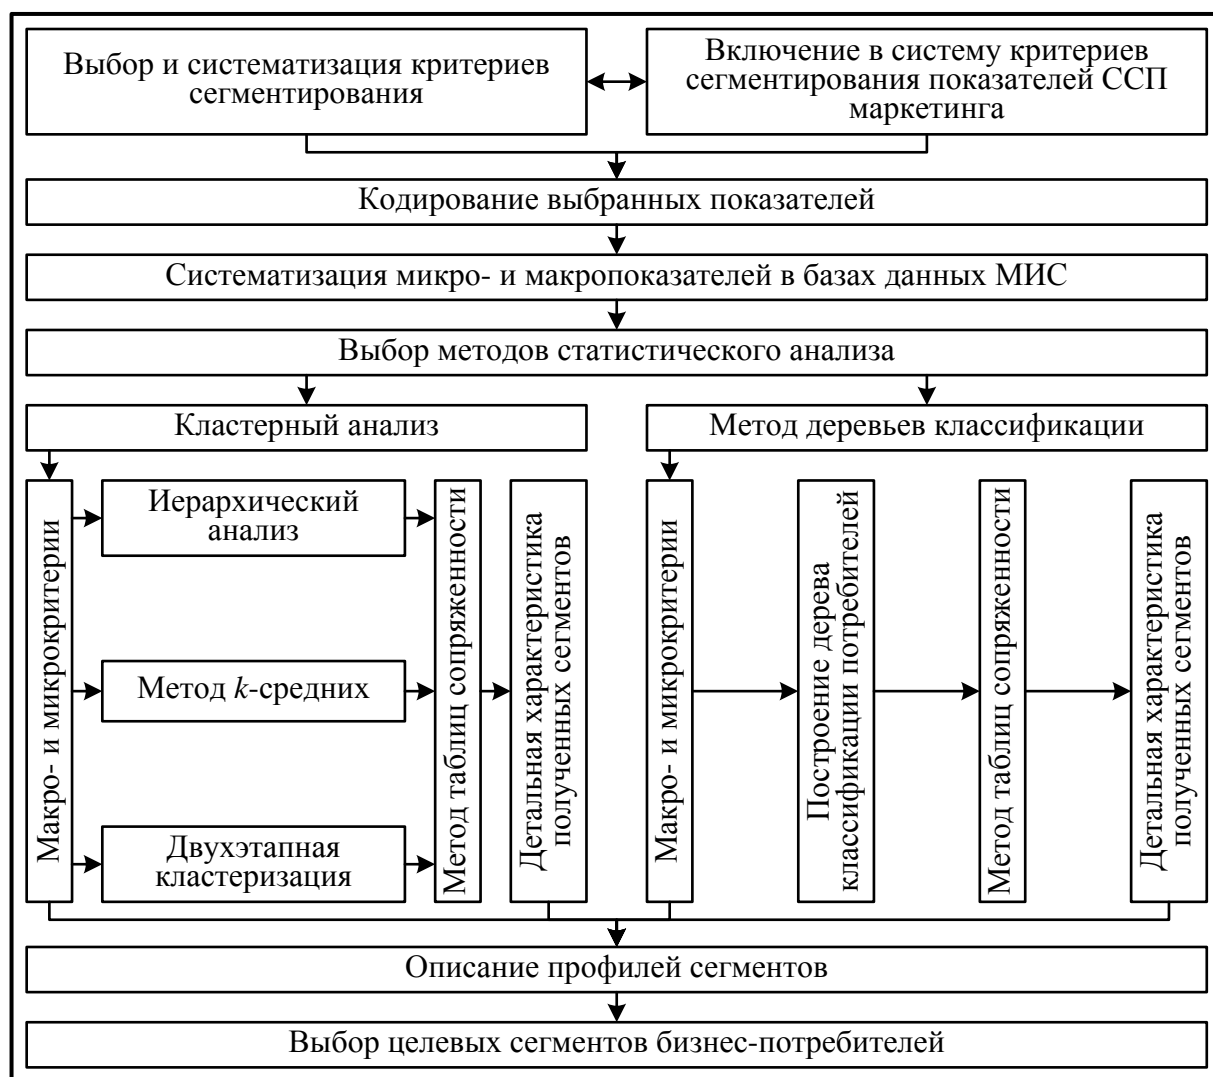 Выбор и систематизация критериев
сегментирования
Включение в систему критериев
сегментирования показателей ССП
маркетинга
Кодирование выбранных показателей
Систематизация микро- и макропоказателей в базах данных МИС
Выбор методов статистического анализа
Кластерный анализ
Метод деревьев классификации
Макро- и микрокритерии
Иерархический
анализ
Метод k-средних
Двухэтапная
кластеризация
Метод таблиц сопряженности
Детальная характеристика
полученных сегментов
Макро- и микрокритерии
Построение дерева
классификации потребителей
Метод таблиц сопряженности
Детальная характеристика
полученных сегментов
Описание профилей сегментов
Выбор целевых сегментов бизнес-потребителей